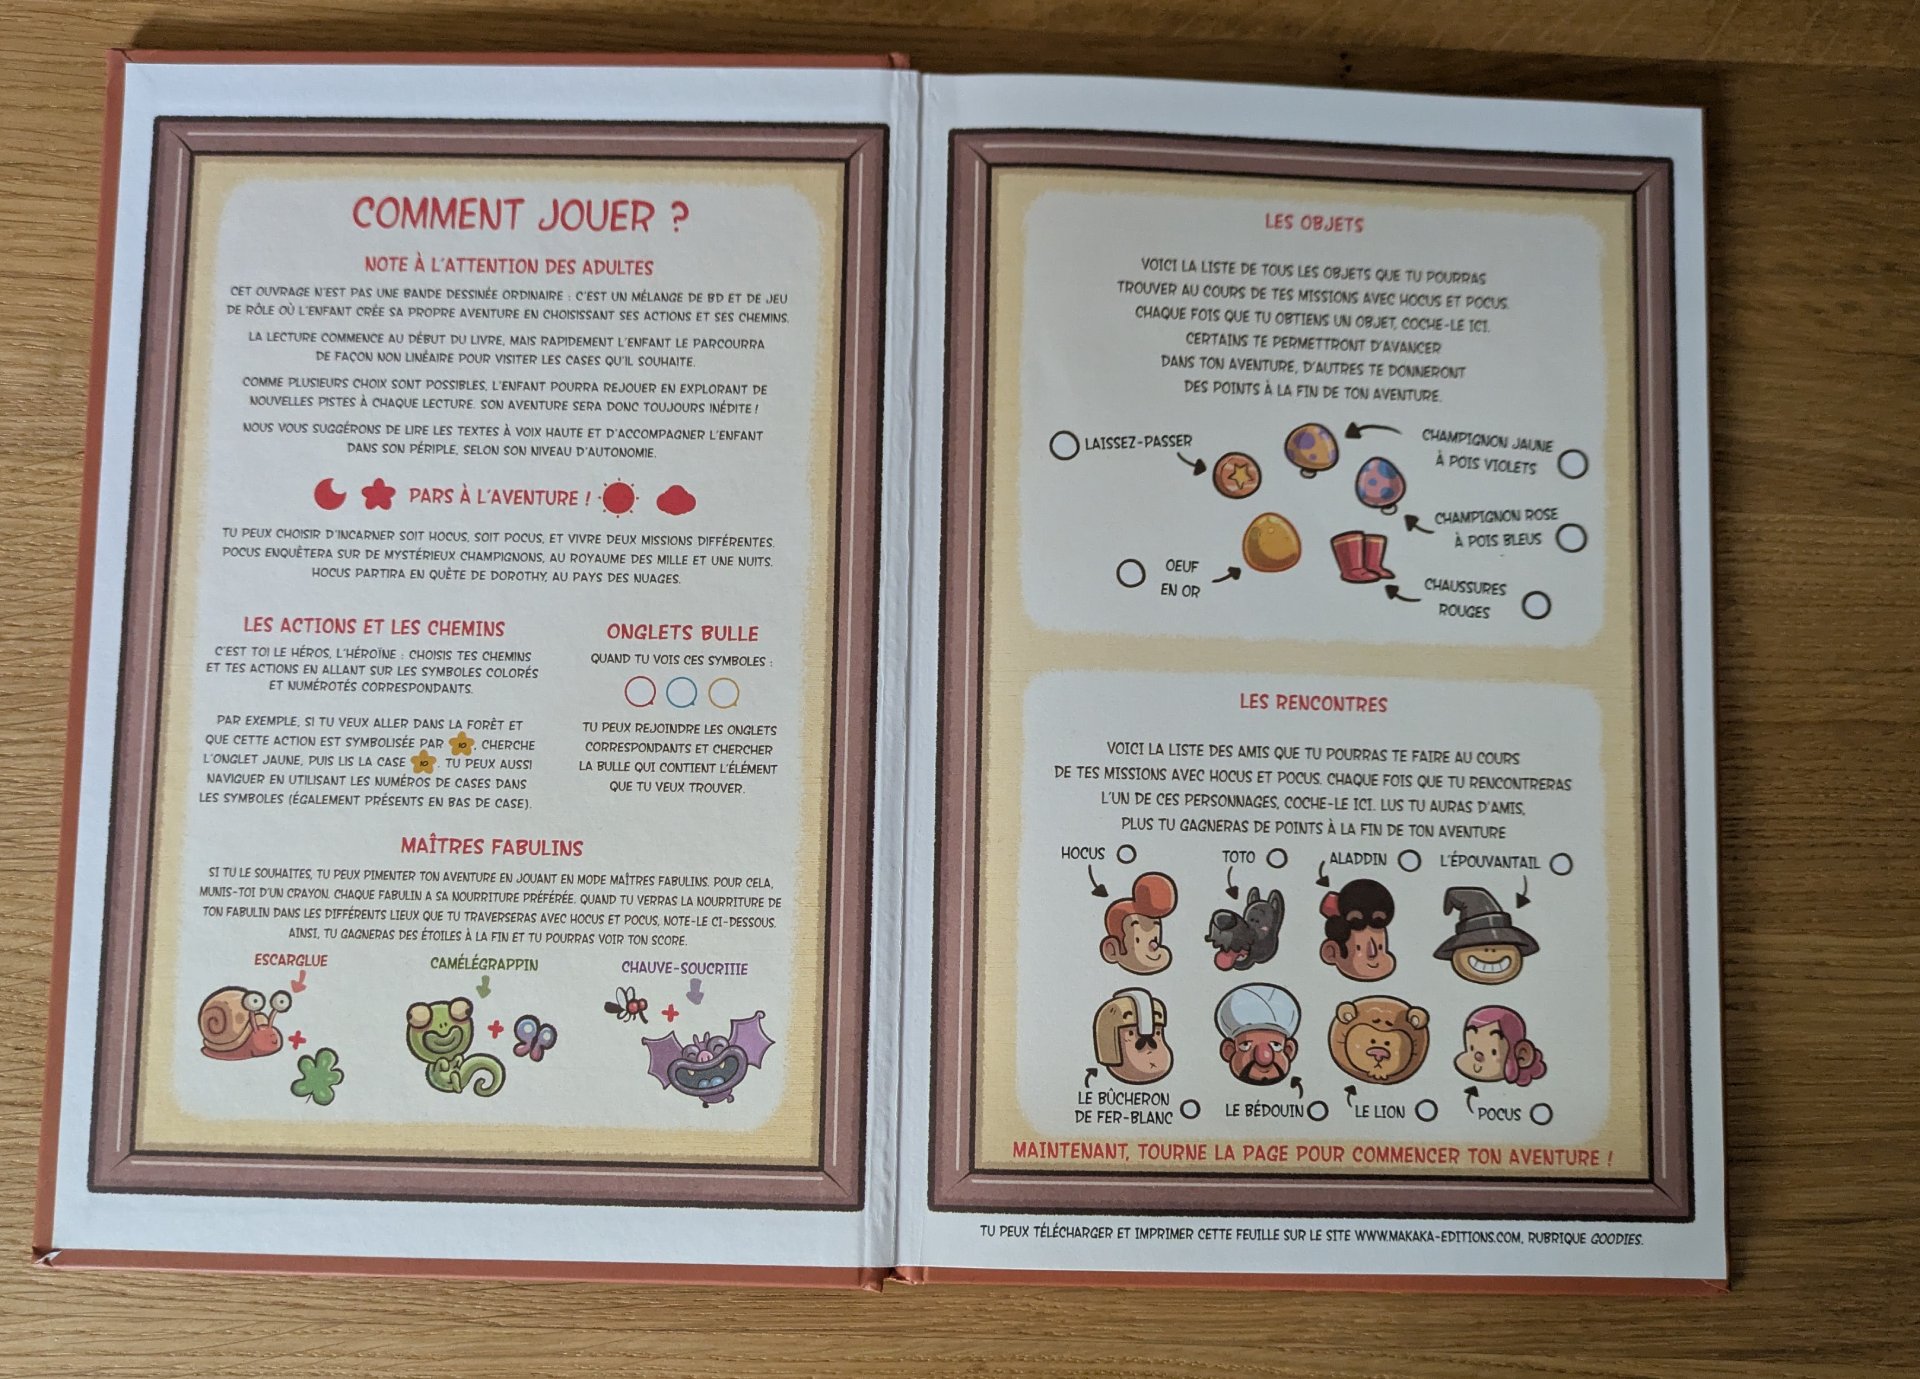 COMMENT JOUER ?
NOTE À L'ATTENTION DES ADULTES
CET OUVRAGE N'EST PAS UNE BANDE DESSINÉE ORDINAIRE : C'EST UN MÉLANGE DE BD ET DE JEU
DE RÔLE OÙ L'ENFANT CRÉE SA PROPRE AVENTURE EN CHOISISSANT SES ACTIONS ET SES CHEMINS.
LA LECTURE COMMENCE AU DÉBUT DU LIVRE, MAIS RAPIDEMENT L'ENFANT LE PARCOURRA
DE FAÇON NON LINÉAIRE POUR VISITER LES CASES QU'IL SOUHAITE.
COMME PLUSIEURS CHOIX SONT POSSIBLES, L'ENFANT POURRA REJOUER EN EXPLORANT DE
NOUVELLES PISTES À CHAQUE LECTURE. SON AVENTURE SERA DONC TOUJOURS INÉDITE !
NOUS VOUS SUGGÉRONS DE LIRE LES TEXTES À VOIX HAUTE ET D'ACCOMPAGNER L'ENFANT
DANS SON PÉRIPLE, SELON SON NIVEAU D'AUTONOMIE.
PARS À L'AVENTURE !
TU PEUX CHOISIR D'INCARNER SOIT HOCUS, SOIT POCUS, ET VIVRE DEUX MISSIONS DIFFÉRENTES.
POCUS ENQUÊTERA SUR DE MYSTÉRIEUX CHAMPIGNONS, AU ROYAUME DES MILLE ET UNE NUITS.
HOCUS PARTIRA EN QUÊTE DE DOROTHY, AU PAYS DES NUAGES.
LES ACTIONS ET LES CHEMINS
C'EST TOI LE HÉROS, L'HÉROÏNE : CHOISIS TES CHEMINS
ET TES ACTIONS EN ALLANT SUR LES SYMBOLES COLORÉS
ET NUMÉROTÉS CORRESPONDANTS.
PAR EXEMPLE, SI TU VEUX ALLER DANS LA FORÊT ET
QUE CETTE ACTION EST SYMBOLISÉE PAR 10, CHERCHE
L'ONGLET JAUNE, PUIS LIS LA CASE 10. TU PEUX AUSSI
NAVIGUER EN UTILISANT LES NUMÉROS DE CASES DANS
LES SYMBOLES (ÉGALEMENT PRÉSENTS EN BAS DE CASE).
ONGLETS BULLE
QUAND TU VOIS CES SYMBOLES :
TU PEUX REJOINDRE LES ONGLETS
CORRESPONDANTS ET CHERCHER
LA BULLE QUI CONTIENT L'ÉLÉMENT
QUE TU VEUX TROUVER.
MAÎTRES FABULINS
SI TU LE SOUHAITES, TU PEUX PIMENTER TON AVENTURE EN JOUANT EN MODE MAÎTRES FABULINS. POUR CELA,
MUNIS-TOI D'UN CRAYON. CHAQUE FABULIN A SA NOURRITURE PRÉFÉRÉE. QUAND TU VERRAS LA NOURRITURE DE
TON FABULIN DANS LES DIFFÉRENTS LIEUX QUE TU TRAVERSERAS AVEC HOCUS ET POCUS, NOTE-LE CI-DESSOUS.
AINSI, TU GAGNERAS DES ÉTOILES À LA FIN ET TU POURRAS VOIR TON SCORE.
ESCARGLUE
CAMÉLÉGRAPPIN
CHAUVE-SOUCRIIIE
LES OBJETS
VOICI LA LISTE DE TOUS LES OBJETS QUE TU POURRAS
TROUVER AU COURS DE TES MISSIONS AVEC HOCUS ET POCUS.
CHAQUE FOIS QUE TU OBTIENS UN OBJET, COCHE-LE ICI.
CERTAINS TE PERMETTRONT D'AVANCER
DANS TON AVENTURE, D'AUTRES TE DONNERONT
DES POINTS À LA FIN DE TON AVENTURE.
LAISSEZ-PASSER
CHAMPIGNON JAUNE
À POIS VIOLETS
CHAMPIGNON ROSE
À POIS BLEUS
OEUF
EN OR
CHAUSSURES
ROUGES
LES RENCONTRES
VOICI LA LISTE DES AMIS QUE TU POURRAS TE FAIRE AU COURS
DE TES MISSIONS AVEC HOCUS ET POCUS. CHAQUE FOIS QUE TU RENCONTRERAS
L'UN DE CES PERSONNAGES, COCHE-LE ICI. LUS TU AURAS D'AMIS,
PLUS TU GAGNERAS DE POINTS À LA FIN DE TON AVENTURE
HOCUS
TOTO
ALADDIN
L'ÉPOUVANTAIL
LE BÛCHERON
DE FER-BLANC
LE BÉDOUIN
LE LION
POCUS
MAINTENANT, TOURNE LA PAGE POUR COMMENCER TON AVENTURE !
TU PEUX TÉLÉCHARGER ET IMPRIMER CETTE FEUILLE SUR LE SITE WWW.MAKAKA-EDITIONS.COM, RUBRIQUE GOODIES.